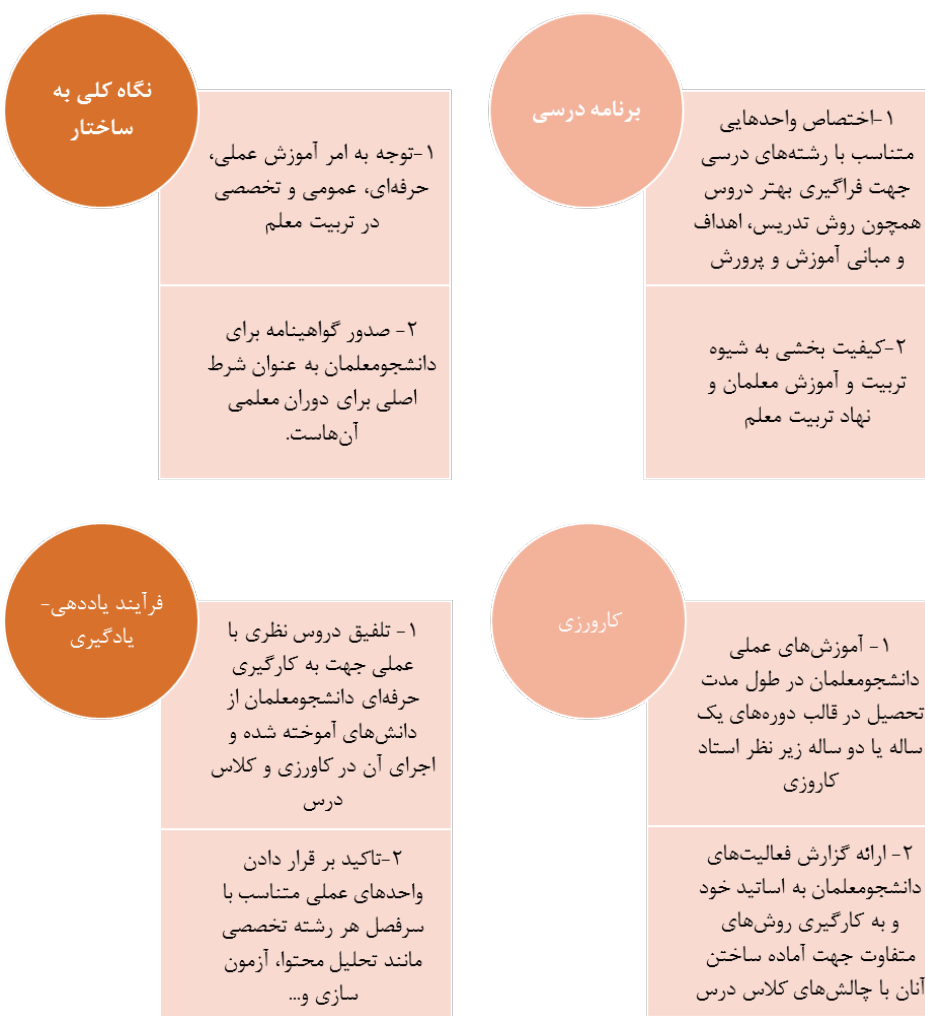 نگاه کلی به
ساختار
۱-توجه به امر آموزش عملی،
حرفه‌ای، عمومی و تخصصی
در تربیت معلم
۲- صدور گواهینامه برای
دانشجومعلمان به عنوان شرط
اصلی برای دوران معلمی
آن‌هاست.
برنامه درسی
۱-اختصاص واحدهایی
متناسب با رشته‌های درسی
جهت فراگیری بهتر دروس
همچون روش تدریس، اهداف
و مبانی آموزش و پرورش
۲-کیفیت بخشی به شیوه
تربیت و آموزش معلمان و
نهاد تربیت معلم
فرآیند یاددهی-
یادگیری
۱- تلفیق دروس نظری با
عملی جهت به کارگیری
حرفه‌ای دانشجومعلمان از
دانش‌های آموخته شده و
اجرای آن در کاورزی و کلاس
درس
۲-تاکید بر قرار دادن
واحدهای عملی متناسب با
سرفصل هر رشته تخصصی
مانند تحلیل محتوا، آزمون
سازی و...
کارورزی
۱- آموزش‌های عملی
دانشجومعلمان در طول مدت
تحصیل در قالب دوره‌های یک
ساله یا دو ساله زیر نظر استاد
کاروزی
۲- ارائه گزارش فعالیت‌های
دانشجومعلمان به اساتید خود
و به کارگیری روش‌های
متفاوت جهت آماده ساختن
آنان با چالش‌های کلاس درس